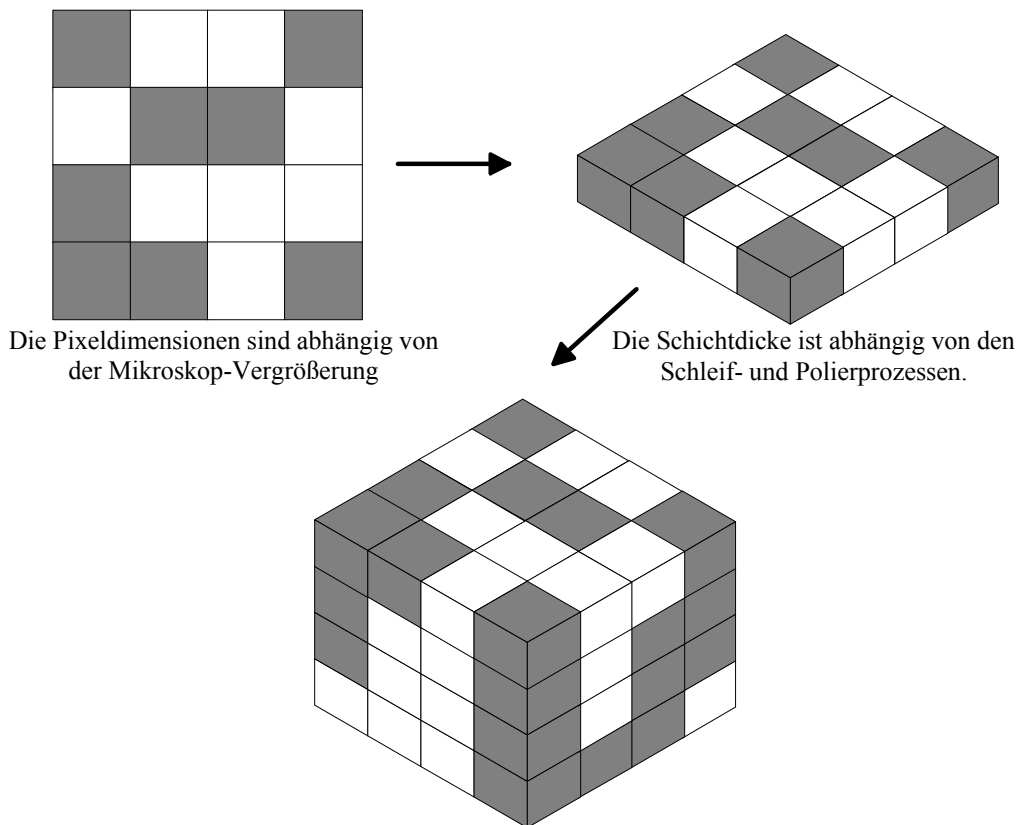 Die Pixeldimensionen sind abhängig von
der Mikroskop-Vergrößerung
Die Schichtdicke ist abhängig von den
Schleif- und Polierprozessen.